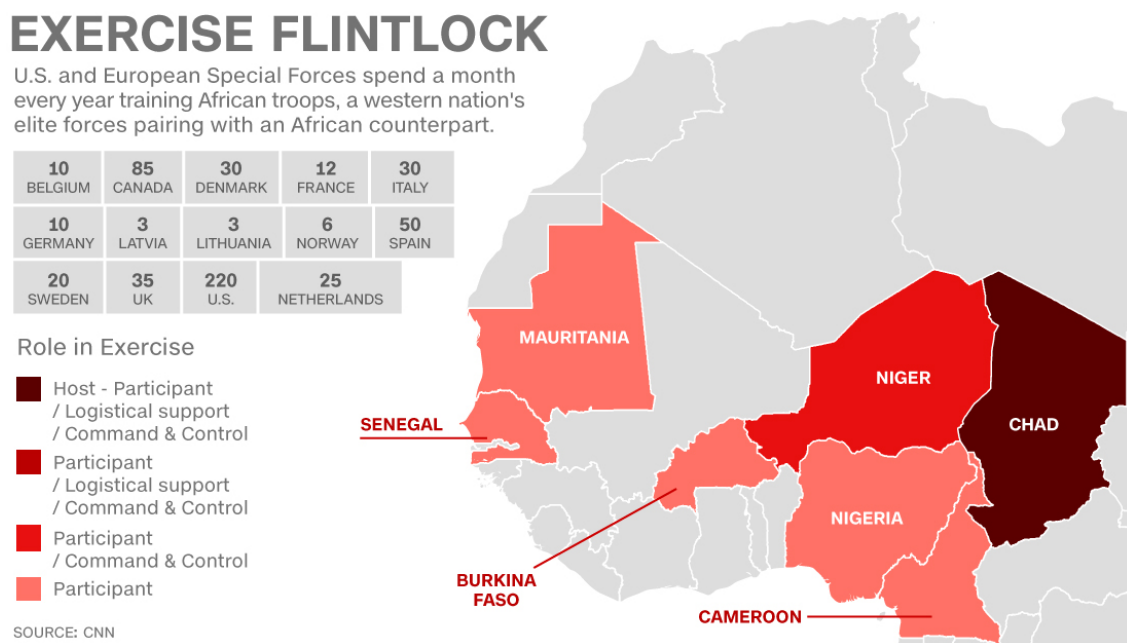 EXERCISE FLINTLOCK
U.S. and European Special Forces spend a month
every year training African troops, a western nation's
elite forces pairing with an African counterpart.
10
BELGIUM
85
CANADA
30
DENMARK
12
FRANCE
30
ITALY
10
GERMANY
3
LATVIA
3
LITHUANIA
6
NORWAY
50
SPAIN
20
SWEDEN
35
UK
220
U.S.
25
NETHERLANDS
Role in Exercise
Host - Participant
/ Logistical support
/ Command & Control
Participant
/ Logistical support
/ Command & Control
Participant
/ Command & Control
Participant
SOURCE: CNN
MAURITANIA
SENEGAL
NIGER
CHAD
NIGERIA
BURKINA
FASO
CAMEROON